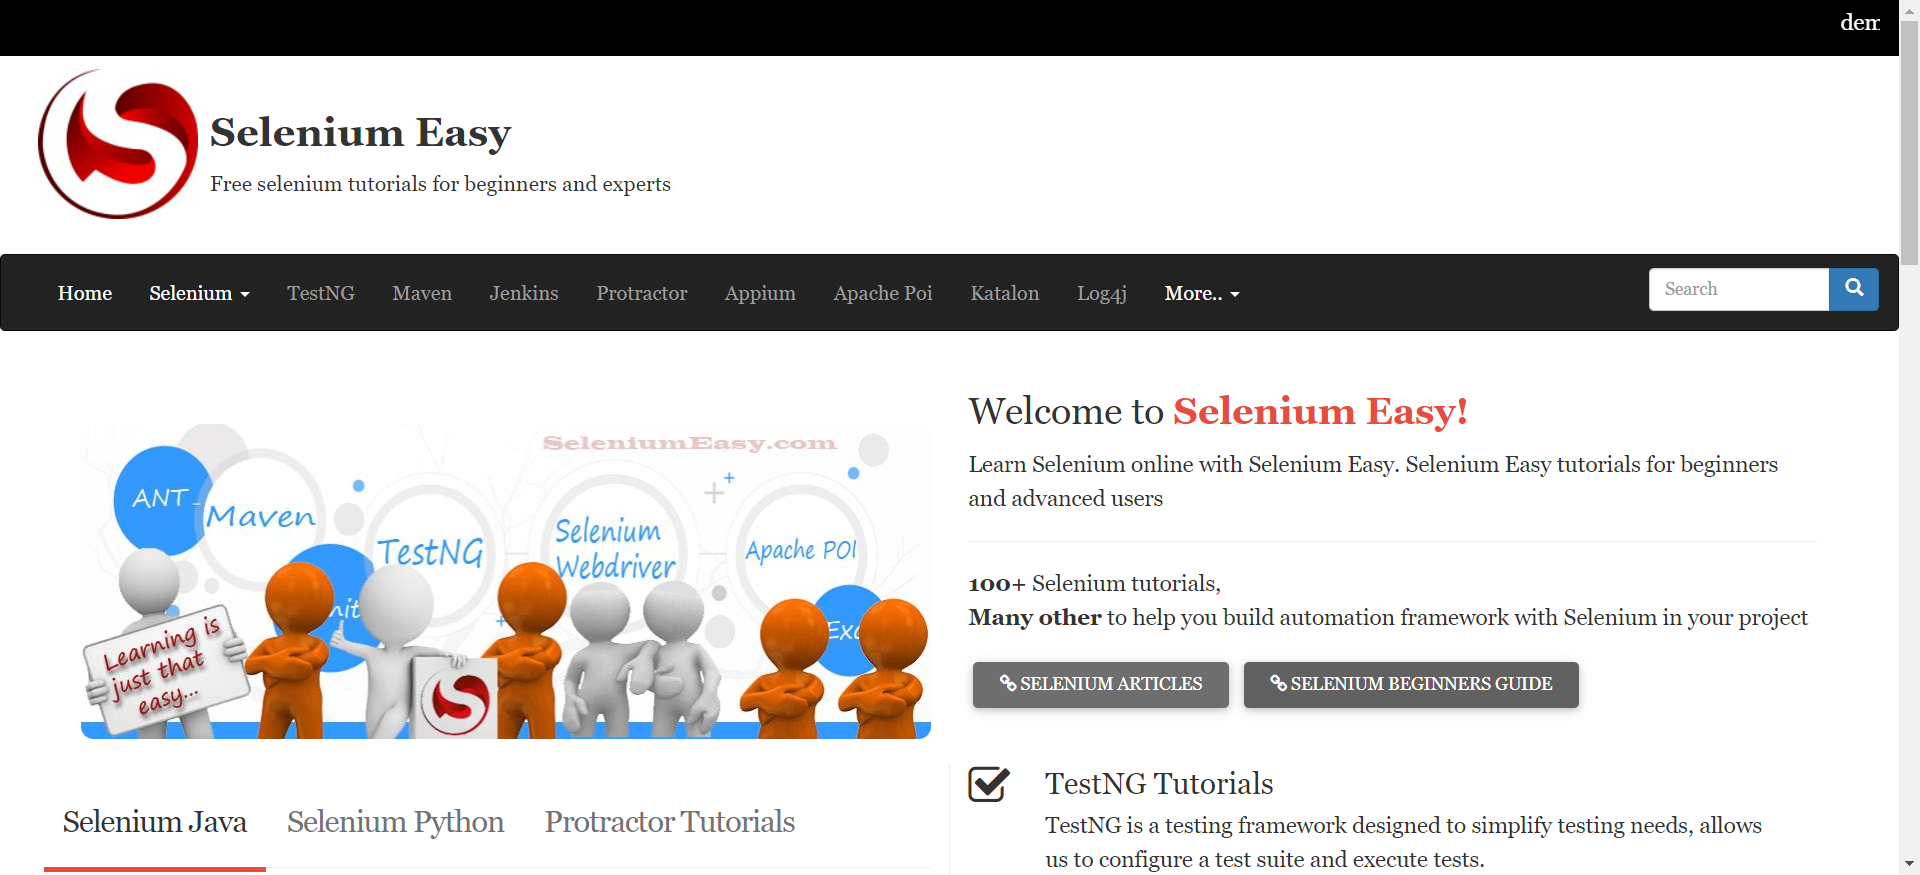 dem
Selenium Easy
Free selenium tutorials for beginners and experts
Home Selenium TestNG Maven Jenkins Protractor Appium Apache Poi Katalon Log4j More.. Search
SeleniumEasy.com
ANT
Maven
TestNG
Selenium
Webdriver
Apache POI
Learning is
just that
easy...
Welcome to Selenium Easy!
Learn Selenium online with Selenium Easy. Selenium Easy tutorials for beginners
and advanced users
100+ Selenium tutorials,
Many other to help you build automation framework with Selenium in your project
SELENIUM ARTICLES SELENIUM BEGINNERS GUIDE
Selenium Java Selenium Python Protractor Tutorials
TestNG Tutorials
TestNG is a testing framework designed to simplify testing needs, allows
us to configure a test suite and execute tests.